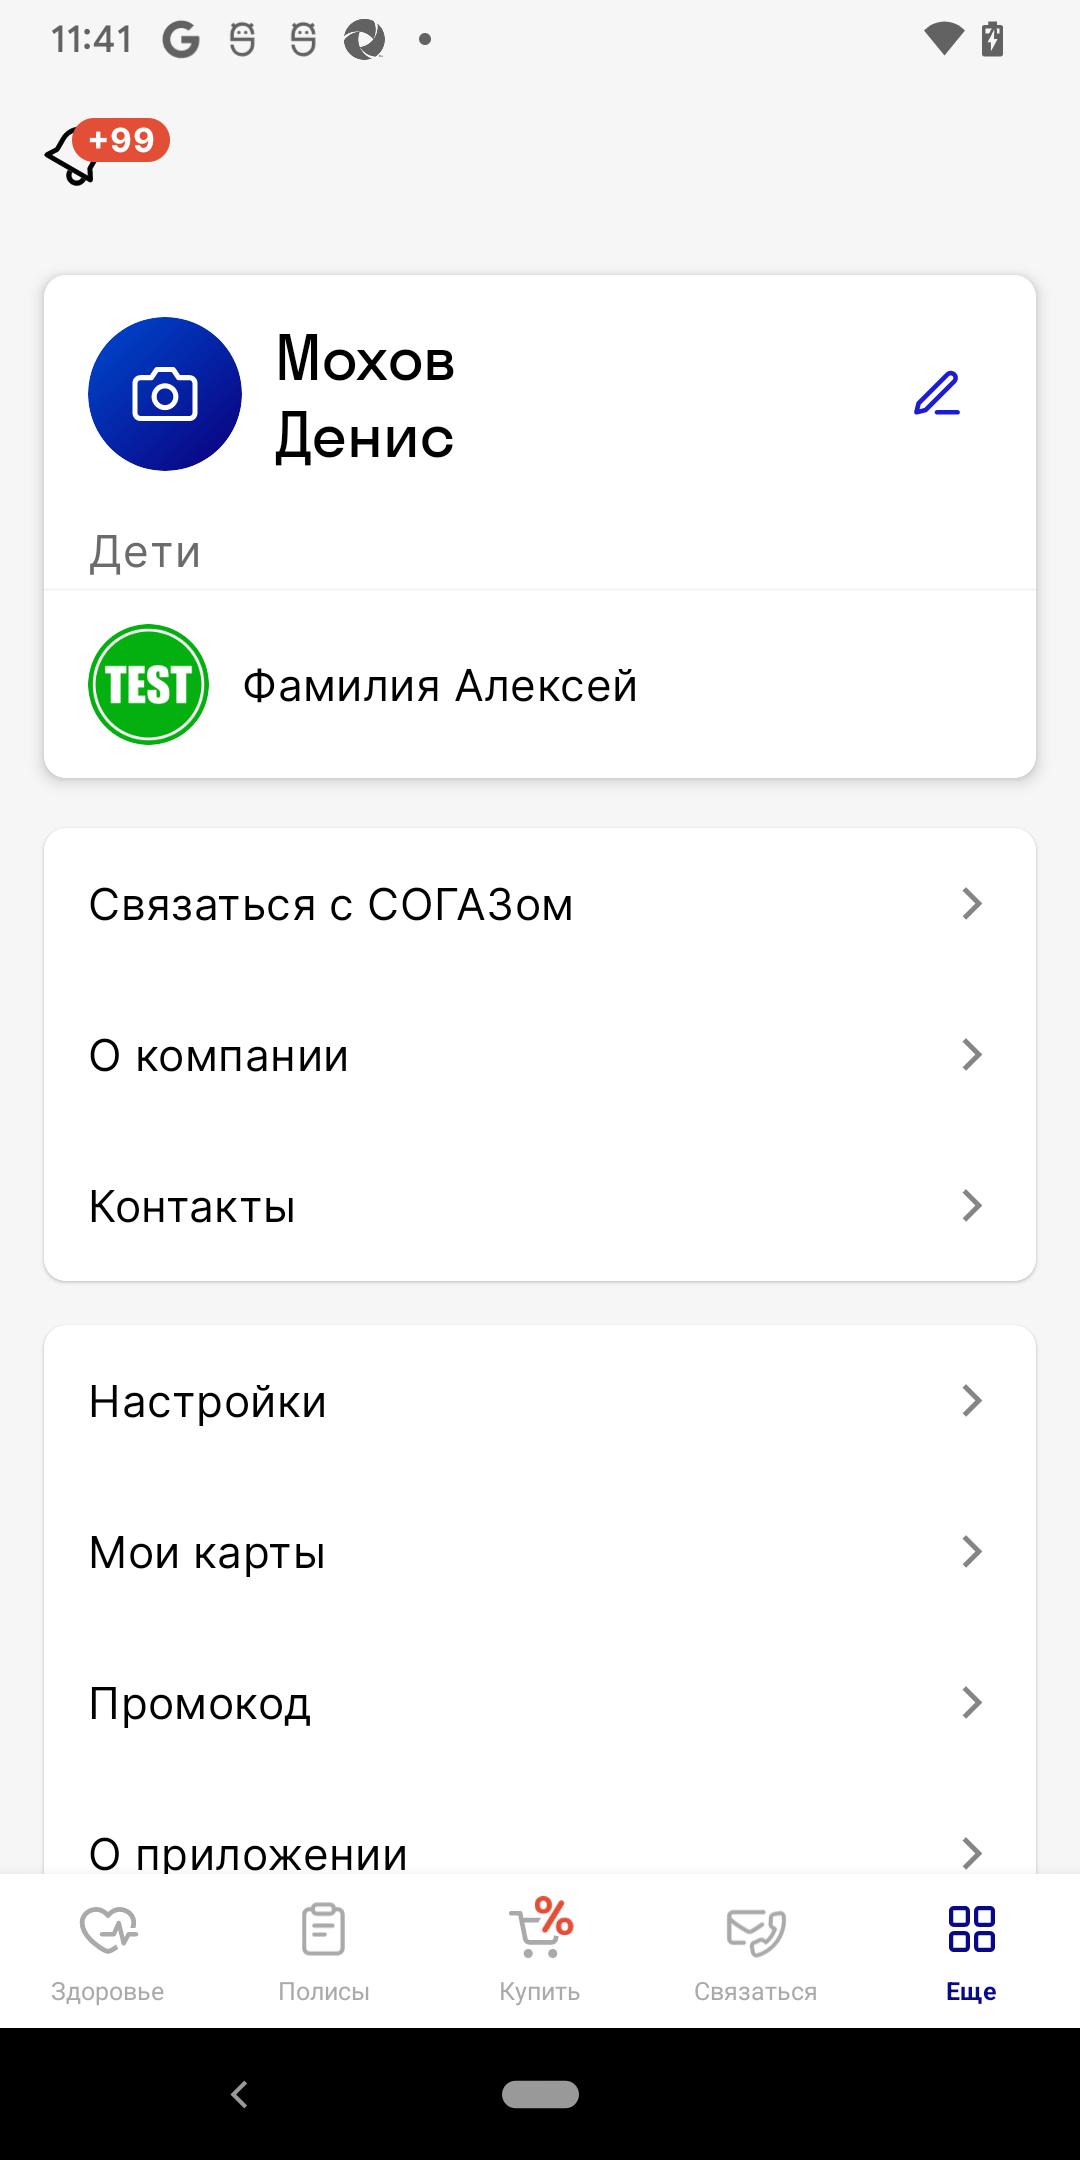 11:41
+99
Мохов
Денис
Дети
TEST
Фамилия Алексей
Связаться с СОГАЗом
О компании
Контакты
Настройки
Мои карты
Промокод
О приложении
Здоровье
Полисы
Купить
Связаться
Еще